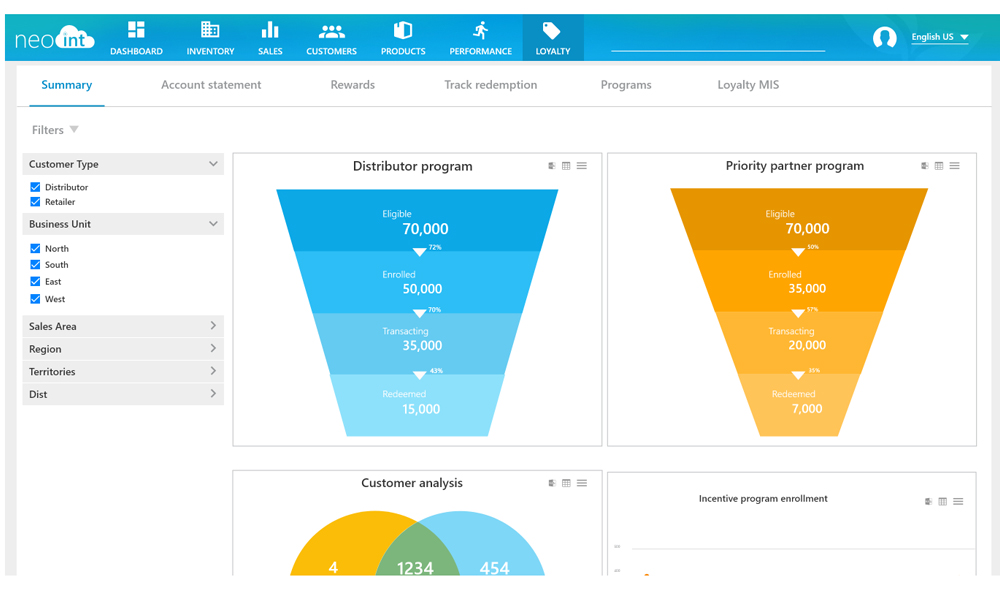 neo int
DASHBOARD
INVENTORY
SALES
CUSTOMERS
PRODUCTS
PERFORMANCE
LOYALTY
English US
Summary
Account statement
Rewards
Track redemption
Programs
Loyalty MIS
Filters
Customer Type
Distributor
Retailer
Business Unit
North
South
East
West
Sales Area
Region
Territories
Dist
Distributor program
Eligible
70,000
72%
Enrolled
50,000
70%
Transacting
35,000
43%
Redeemed
15,000
Priority partner program
Eligible
70,000
50%
Enrolled
35,000
57%
Transacting
20,000
35%
Redeemed
7,000
Customer analysis
4
1234
454
Incentive program enrollment